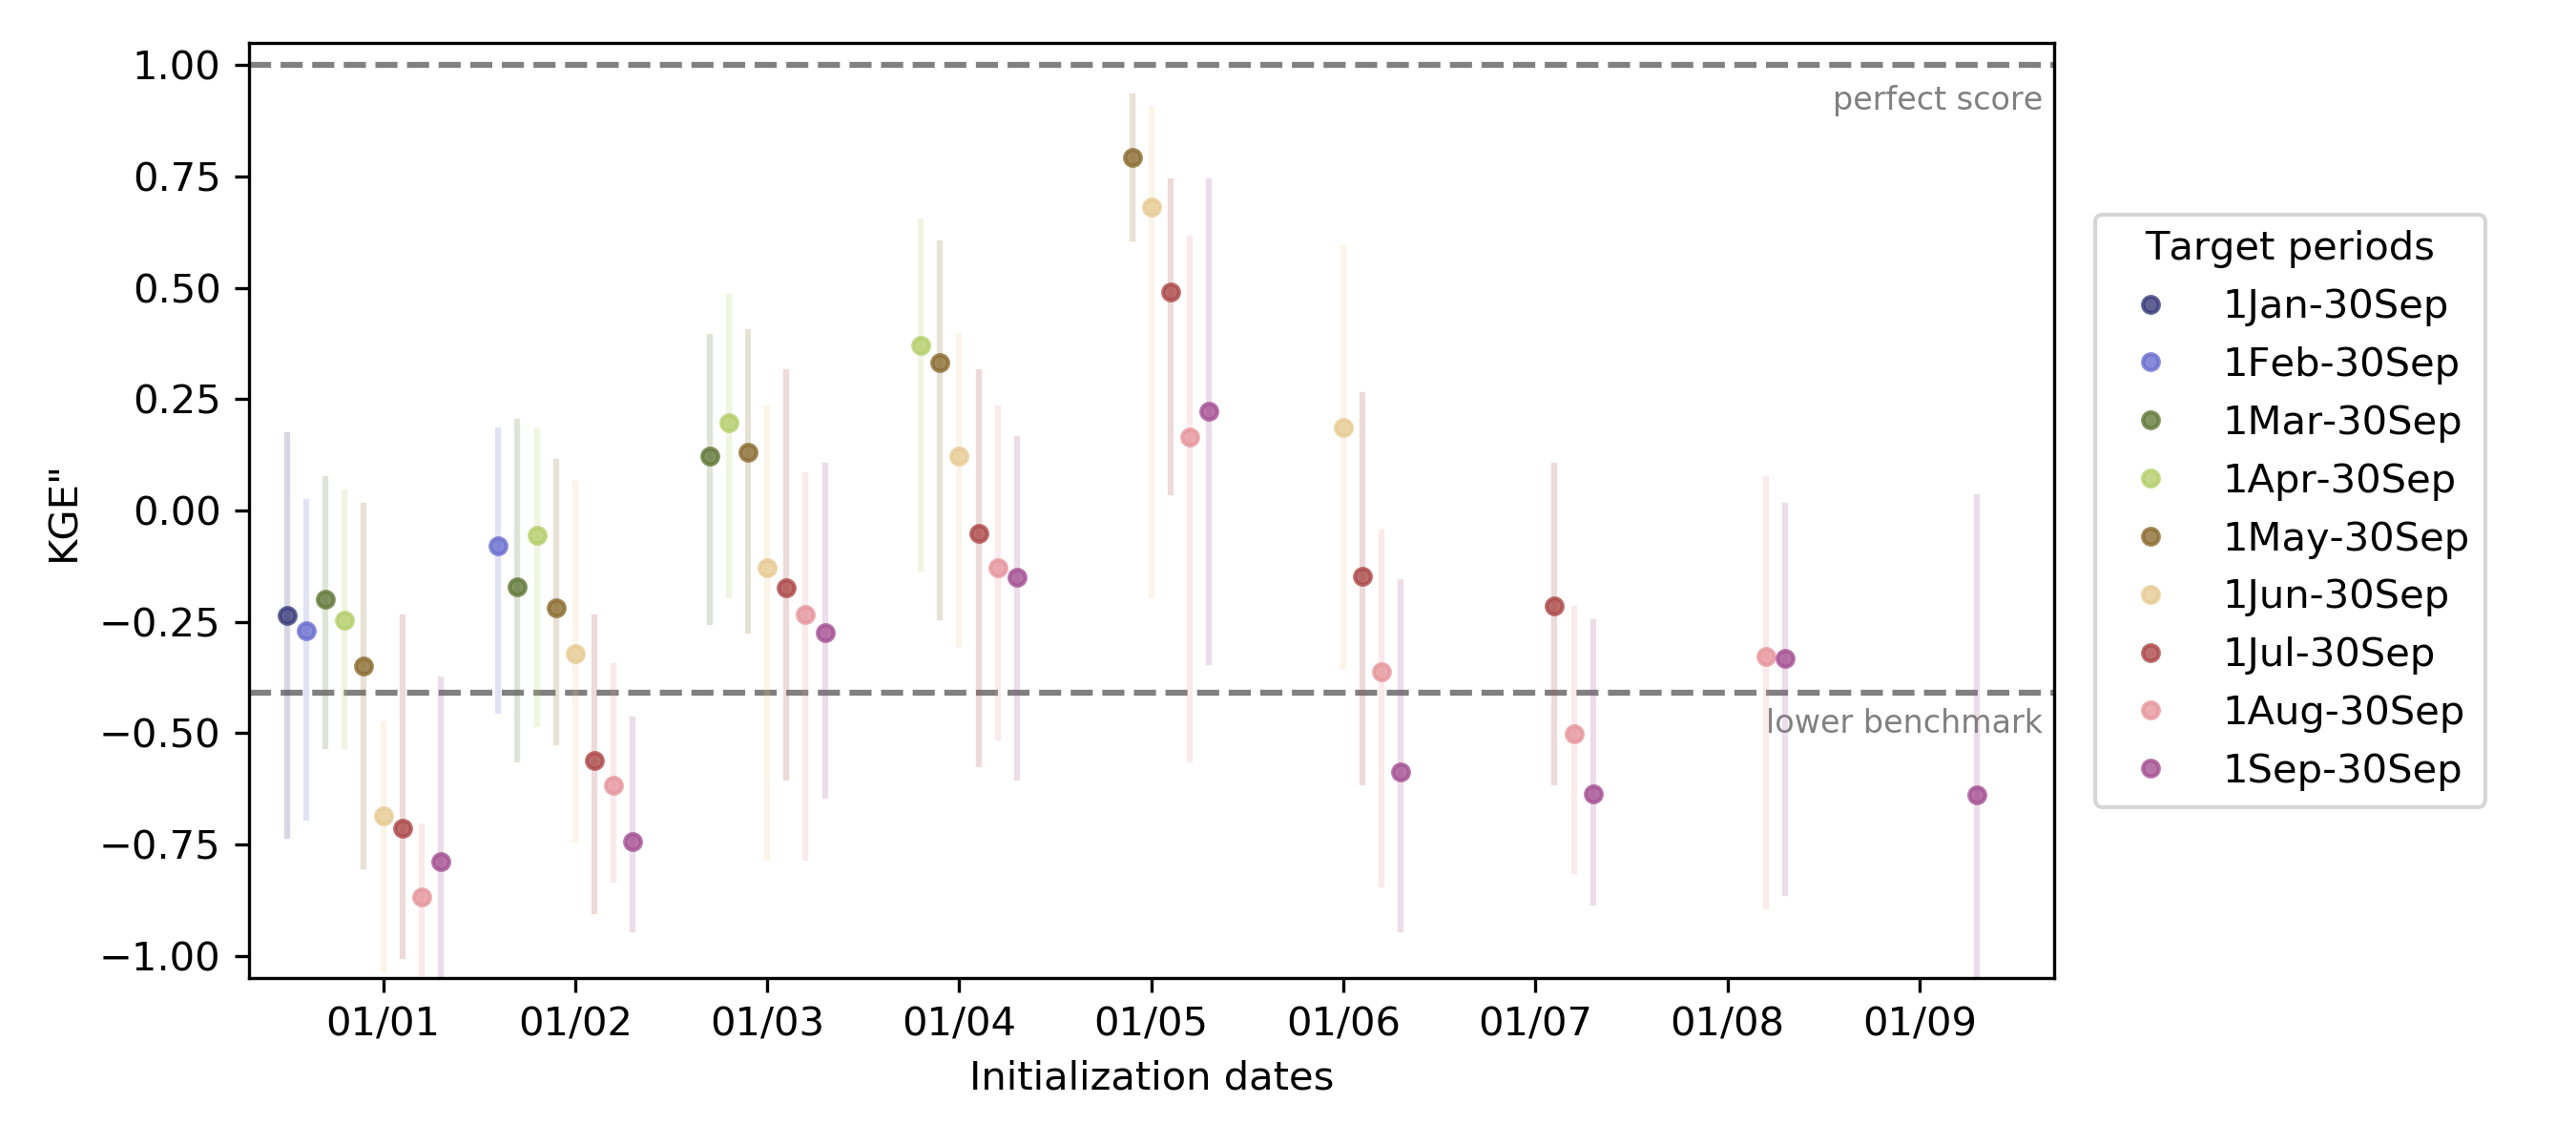 1.00
0.75
0.50
0.25
0.00
−0.25
−0.50
−0.75
−1.00
KGE"
perfect score
lower benchmark
01/01 01/02 01/03 01/04 01/05 01/06 01/07 01/08 01/09
Initialization dates
Target periods
1Jan-30Sep
1Feb-30Sep
1Mar-30Sep
1Apr-30Sep
1May-30Sep
1Jun-30Sep
1Jul-30Sep
1Aug-30Sep
1Sep-30Sep